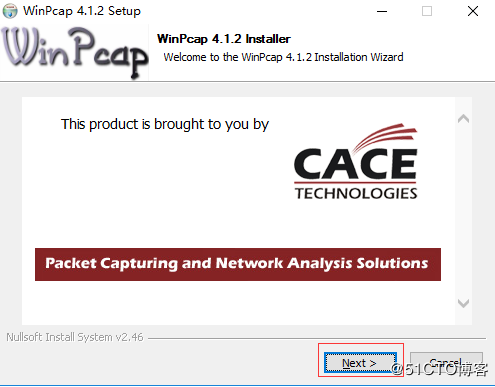 WinPcap 4.1.2 Setup
WinPcap
WinPcap 4.1.2 Installer
Welcome to the WinPcap 4.1.2 Installation Wizard
This product is brought to you by
CACE
TECHNOLOGIES
Packet Capturing and Network Analysis Solutions
Nullsoft Install System v2.46
Next >
Cancel
@51CTO博客